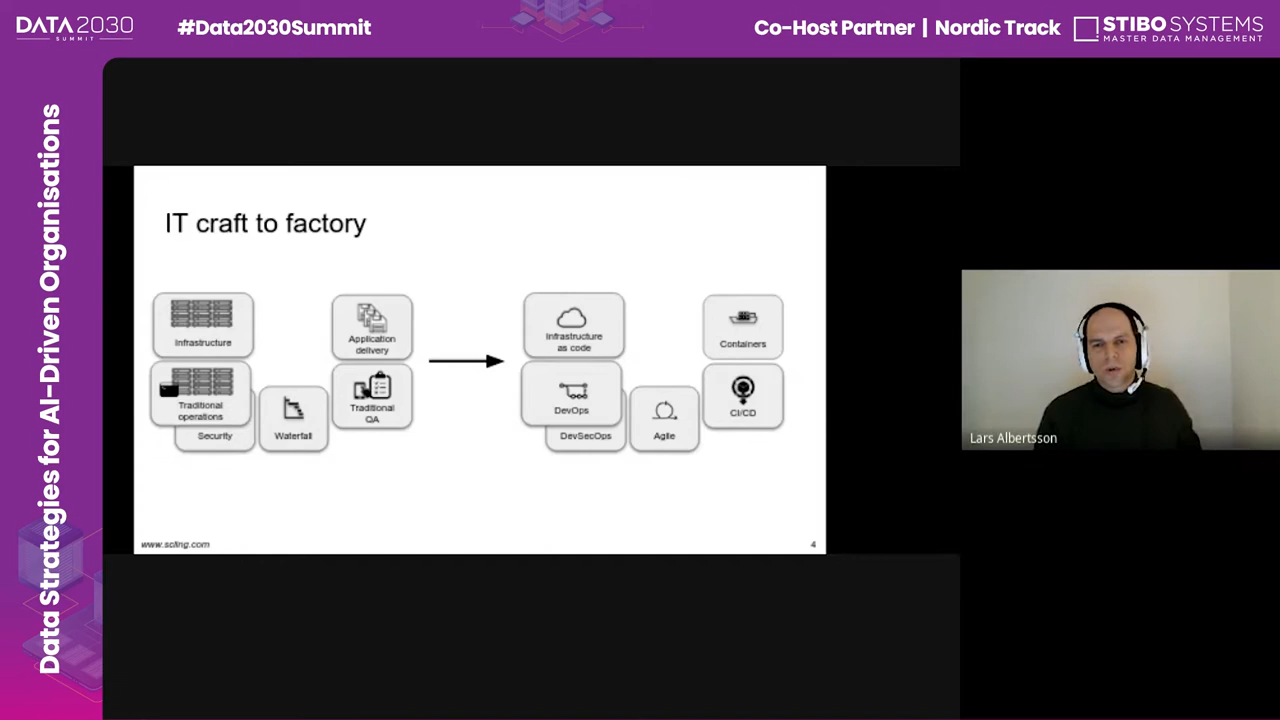 DATA2030
SUMMIT
#Data2030Summit
Co-Host Partner | Nordic Track
STIBO SYSTEMS
MASTER DATA MANAGEMENT
Data Strategies for AI-Driven Organisations
IT craft to factory
Infrastructure
Application
delivery
Traditional
operations
Traditional
QA
Security
Waterfall
Infrastructure
as code
Containers
DevOps
CI/CD
DevSecOps
Agile
www.scling.com
4
Lars Albertsson